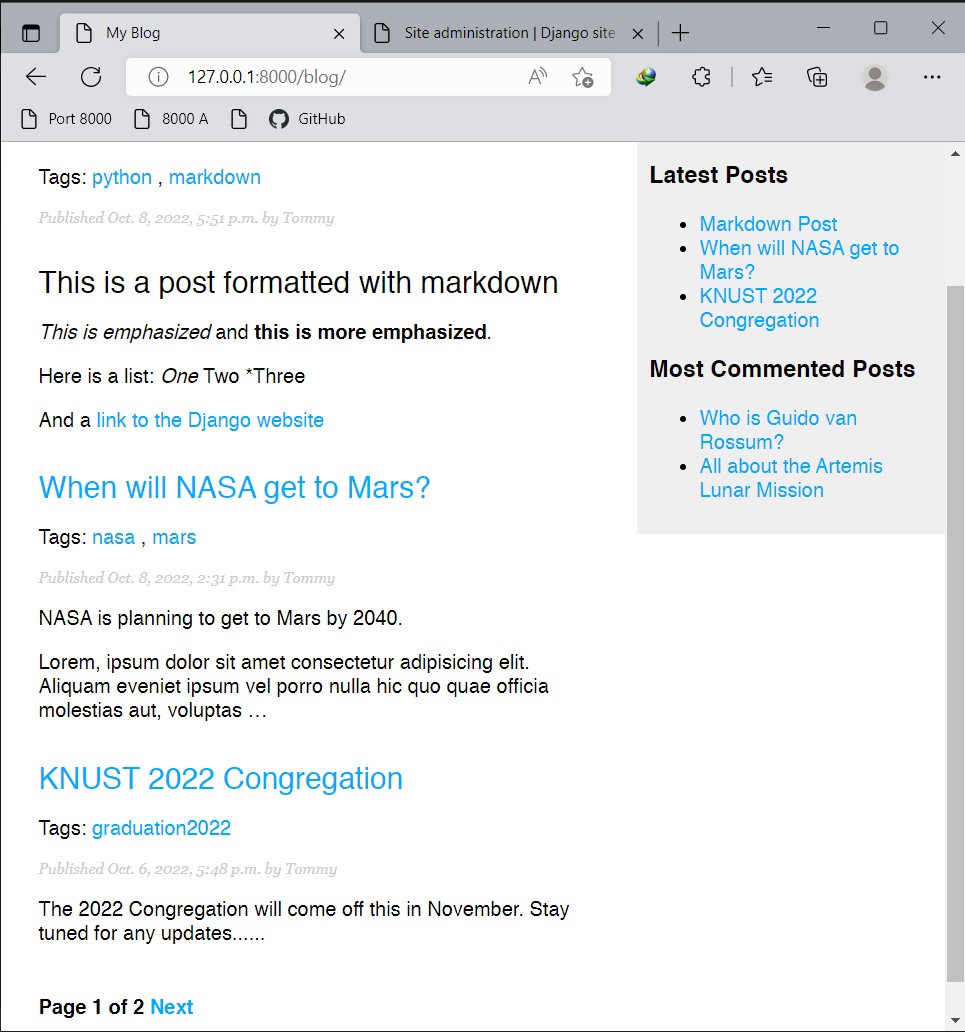 My Blog
Site administration | Django site
127.0.0.1:8000/blog/
Port 8000
8000 A
GitHub
Tags: python , markdown
Published Oct. 8, 2022, 5:51 p.m. by Tommy
This is a post formatted with markdown
This is emphasized and this is more emphasized.
Here is a list: One Two *Three
And a link to the Django website
When will NASA get to Mars?
Tags: nasa , mars
Published Oct. 8, 2022, 2:31 p.m. by Tommy
NASA is planning to get to Mars by 2040.
Lorem, ipsum dolor sit amet consectetur adipisicing elit.
Aliquam eveniet ipsum vel porro nulla hic quo quae officia
molestias aut, voluptas …
KNUST 2022 Congregation
Tags: graduation2022
Published Oct. 6, 2022, 5:48 p.m. by Tommy
The 2022 Congregation will come off this in November. Stay
tuned for any updates......
Page 1 of 2 Next
Latest Posts
Markdown Post
When will NASA get to
Mars?
KNUST 2022
Congregation
Most Commented Posts
Who is Guido van
Rossum?
All about the Artemis
Lunar Mission